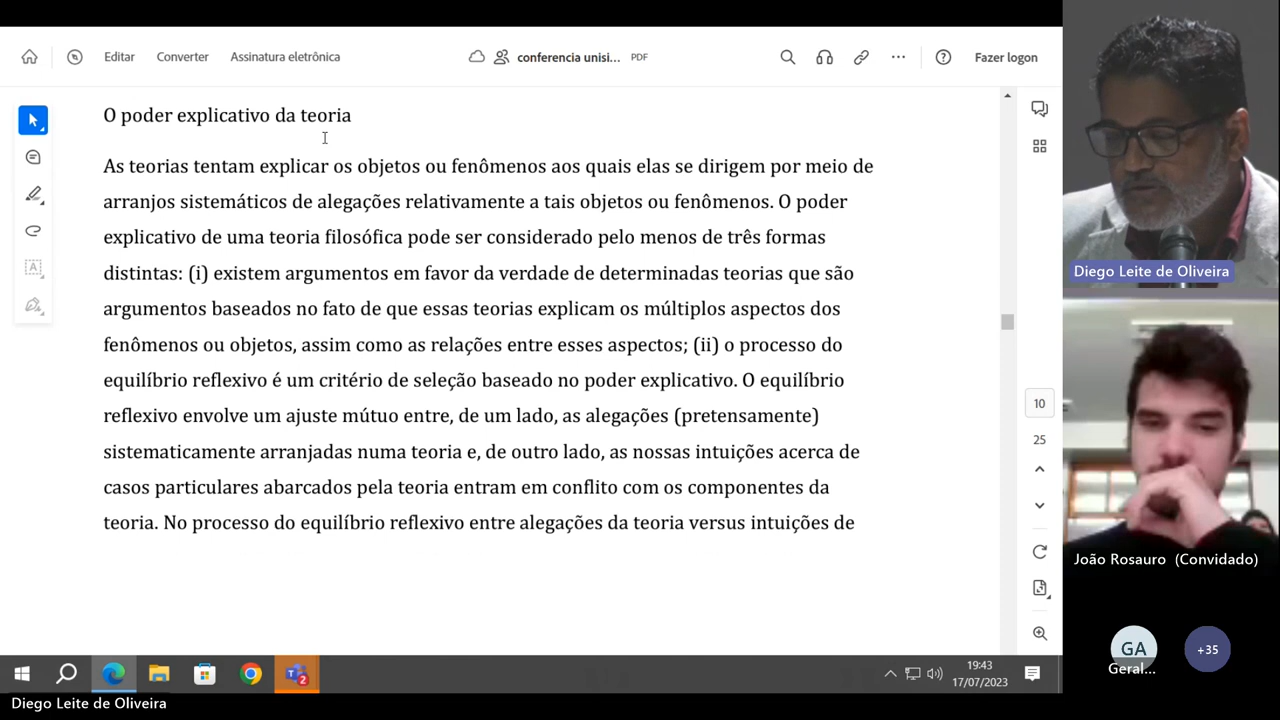 Editar
Converter
Assinatura eletrônica
conferencia unisi...
PDF
Fazer logon
O poder explicativo da teoria
As teorias tentam explicar os objetos ou fenômenos aos quais elas se dirigem por meio de
arranjos sistemáticos de alegações relativamente a tais objetos ou fenômenos. O poder
explicativo de uma teoria filosófica pode ser considerado pelo menos de três formas
distintas: (i) existem argumentos em favor da verdade de determinadas teorias que são
argumentos baseados no fato de que essas teorias explicam os múltiplos aspectos dos
fenômenos ou objetos, assim como as relações entre esses aspectos; (ii) o processo do
equilíbrio reflexivo é um critério de seleção baseado no poder explicativo. O equilíbrio
reflexivo envolve um ajuste mútuo entre, de um lado, as alegações (pretensamente)
sistematicamente arranjadas numa teoria e, de outro lado, as nossas intuições acerca de
casos particulares abarcados pela teoria entram em conflito com os componentes da
teoria. No processo do equilíbrio reflexivo entre alegações da teoria versus intuições de
10
25
Diego Leite de Oliveira
João Rosauro (Convidado)
GA
Geral...
+35
2
19:43
17/07/2023
Diego Leite de Oliveira